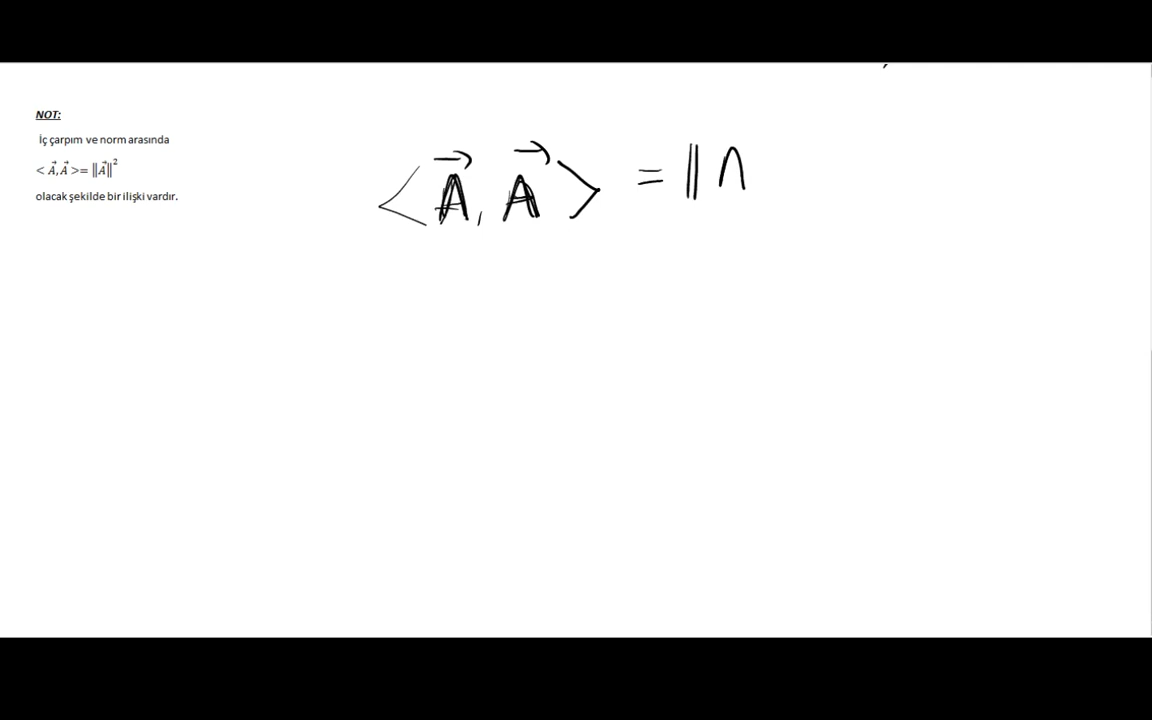 NOT:
İç çarpım ve norm arasında
< A⃗,A⃗ >= ‖A⃗‖²
olacak şekilde bir ilişki vardır.
⟨A⃗, A⃗⟩ = ‖ ∩